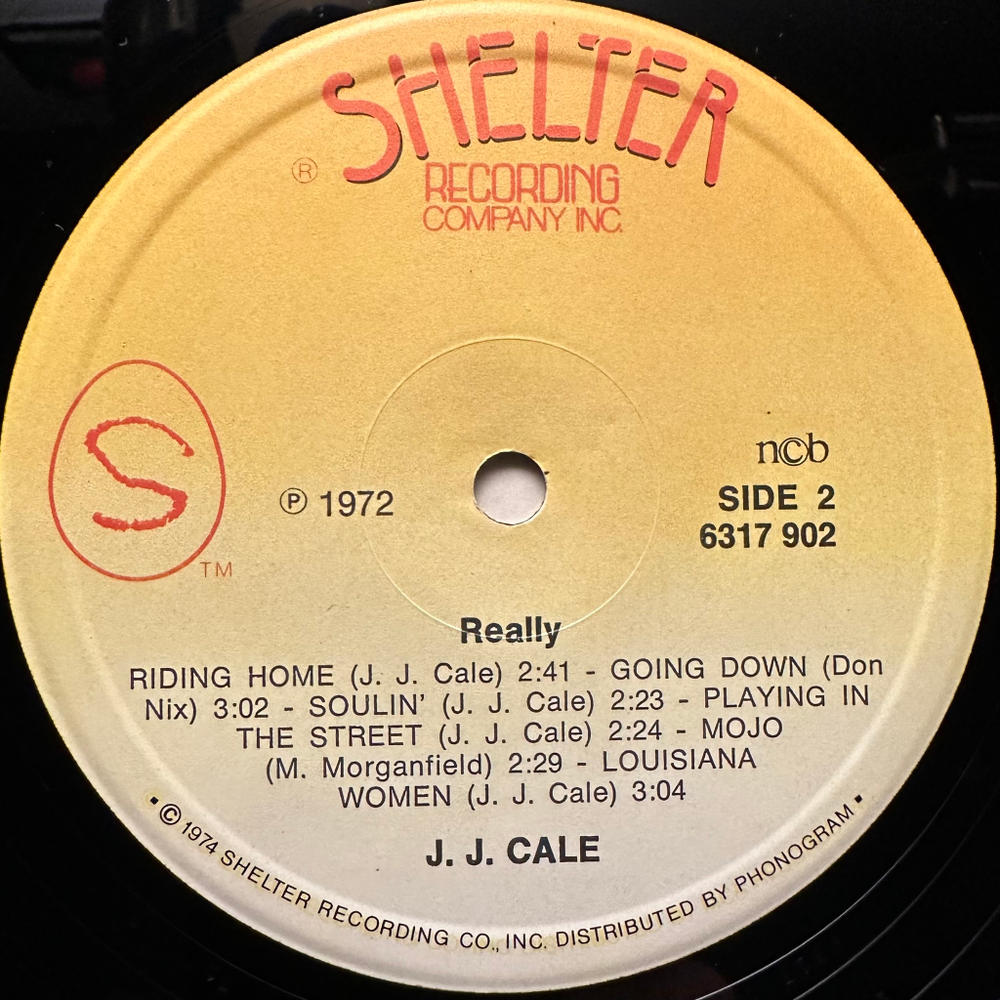 SHELTER
®
RECORDING
COMPANY INC.
S
TM
℗ 1972
n©b
SIDE 2
6317 902
Really
RIDING HOME (J. J. Cale) 2:41 - GOING DOWN (Don
Nix) 3:02 - SOULIN' (J. J. Cale) 2:23 - PLAYING IN
THE STREET (J. J. Cale) 2:24 - MOJO
(M. Morganfield) 2:29 - LOUISIANA
WOMEN (J. J. Cale) 3:04
J. J. CALE
• © 1974 SHELTER RECORDING CO., INC. DISTRIBUTED BY PHONOGRAM •